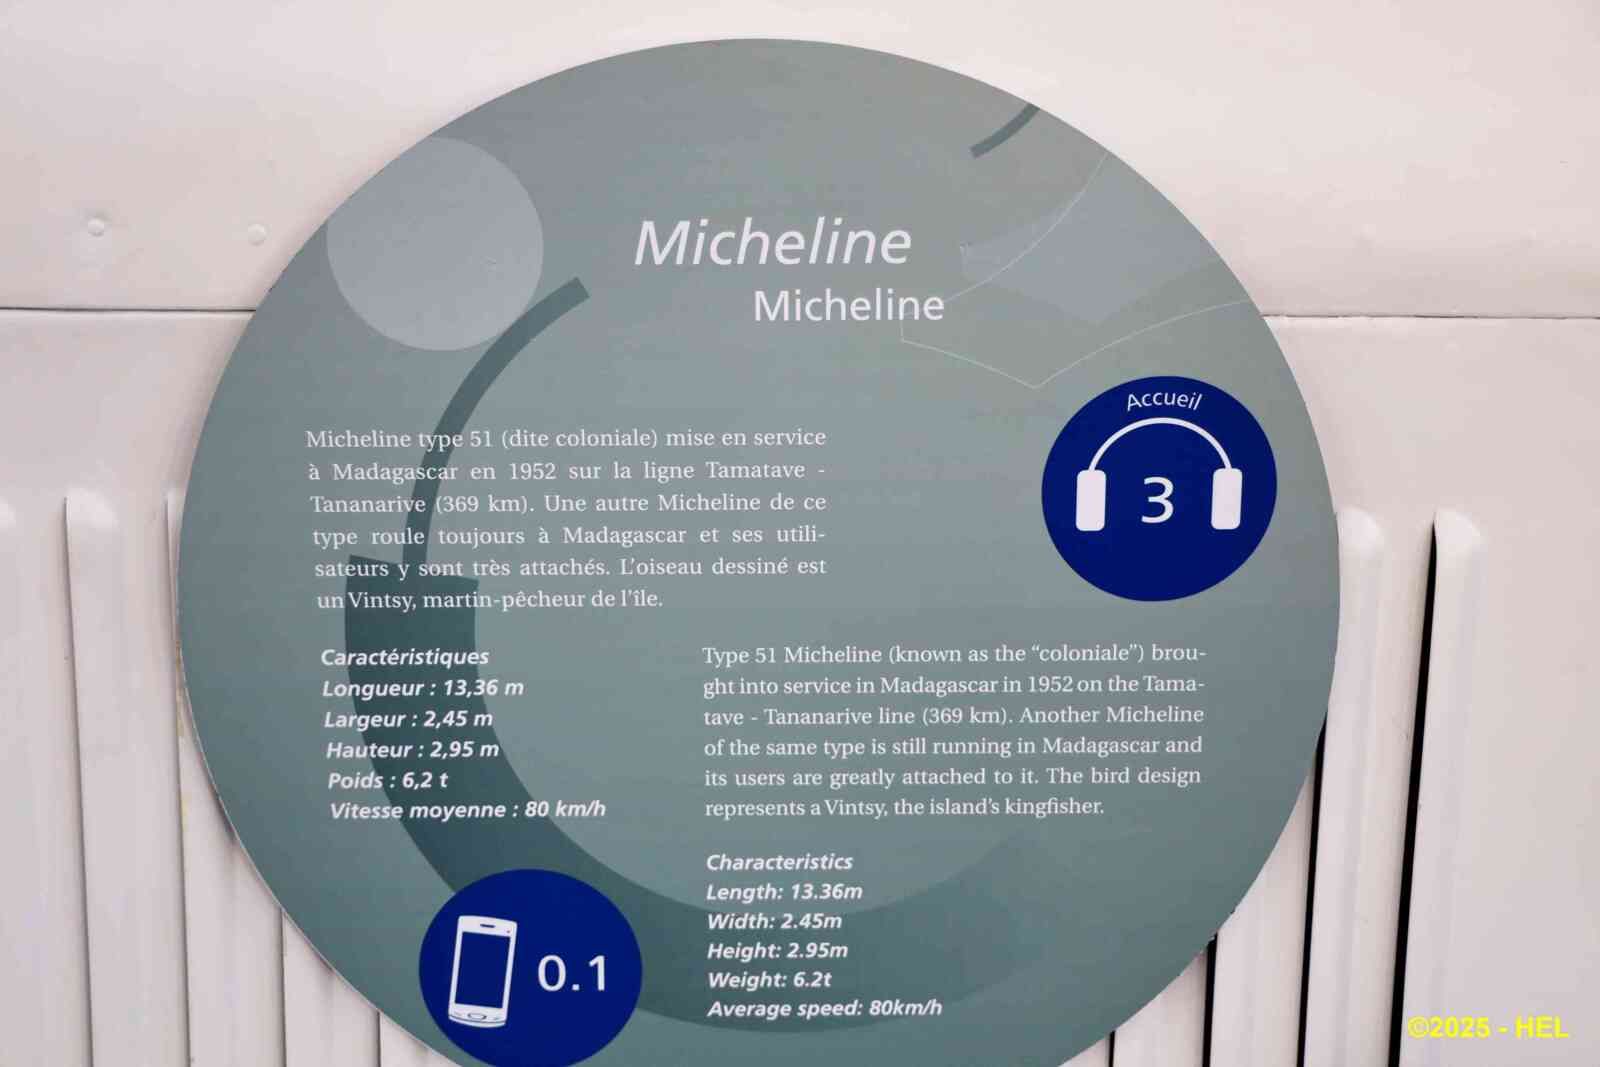 Micheline
Micheline
Accueil
3
Micheline type 51 (dite coloniale) mise en service
à Madagascar en 1952 sur la ligne Tamatave -
Tananarive (369 km). Une autre Micheline de ce
type roule toujours à Madagascar et ses utili-
sateurs y sont très attachés. L'oiseau dessiné est
un Vintsy, martin-pêcheur de l'île.
Caractéristiques
Longueur : 13,36 m
Largeur : 2,45 m
Hauteur : 2,95 m
Poids : 6,2 t
Vitesse moyenne : 80 km/h
Type 51 Micheline (known as the “coloniale”) brou-
ght into service in Madagascar in 1952 on the Tama-
tave - Tananarive line (369 km). Another Micheline
of the same type is still running in Madagascar and
its users are greatly attached to it. The bird design
represents a Vintsy, the island's kingfisher.
Characteristics
Length: 13.36m
Width: 2.45m
Height: 2.95m
Weight: 6.2t
Average speed: 80km/h
0.1
©2025 - HEL